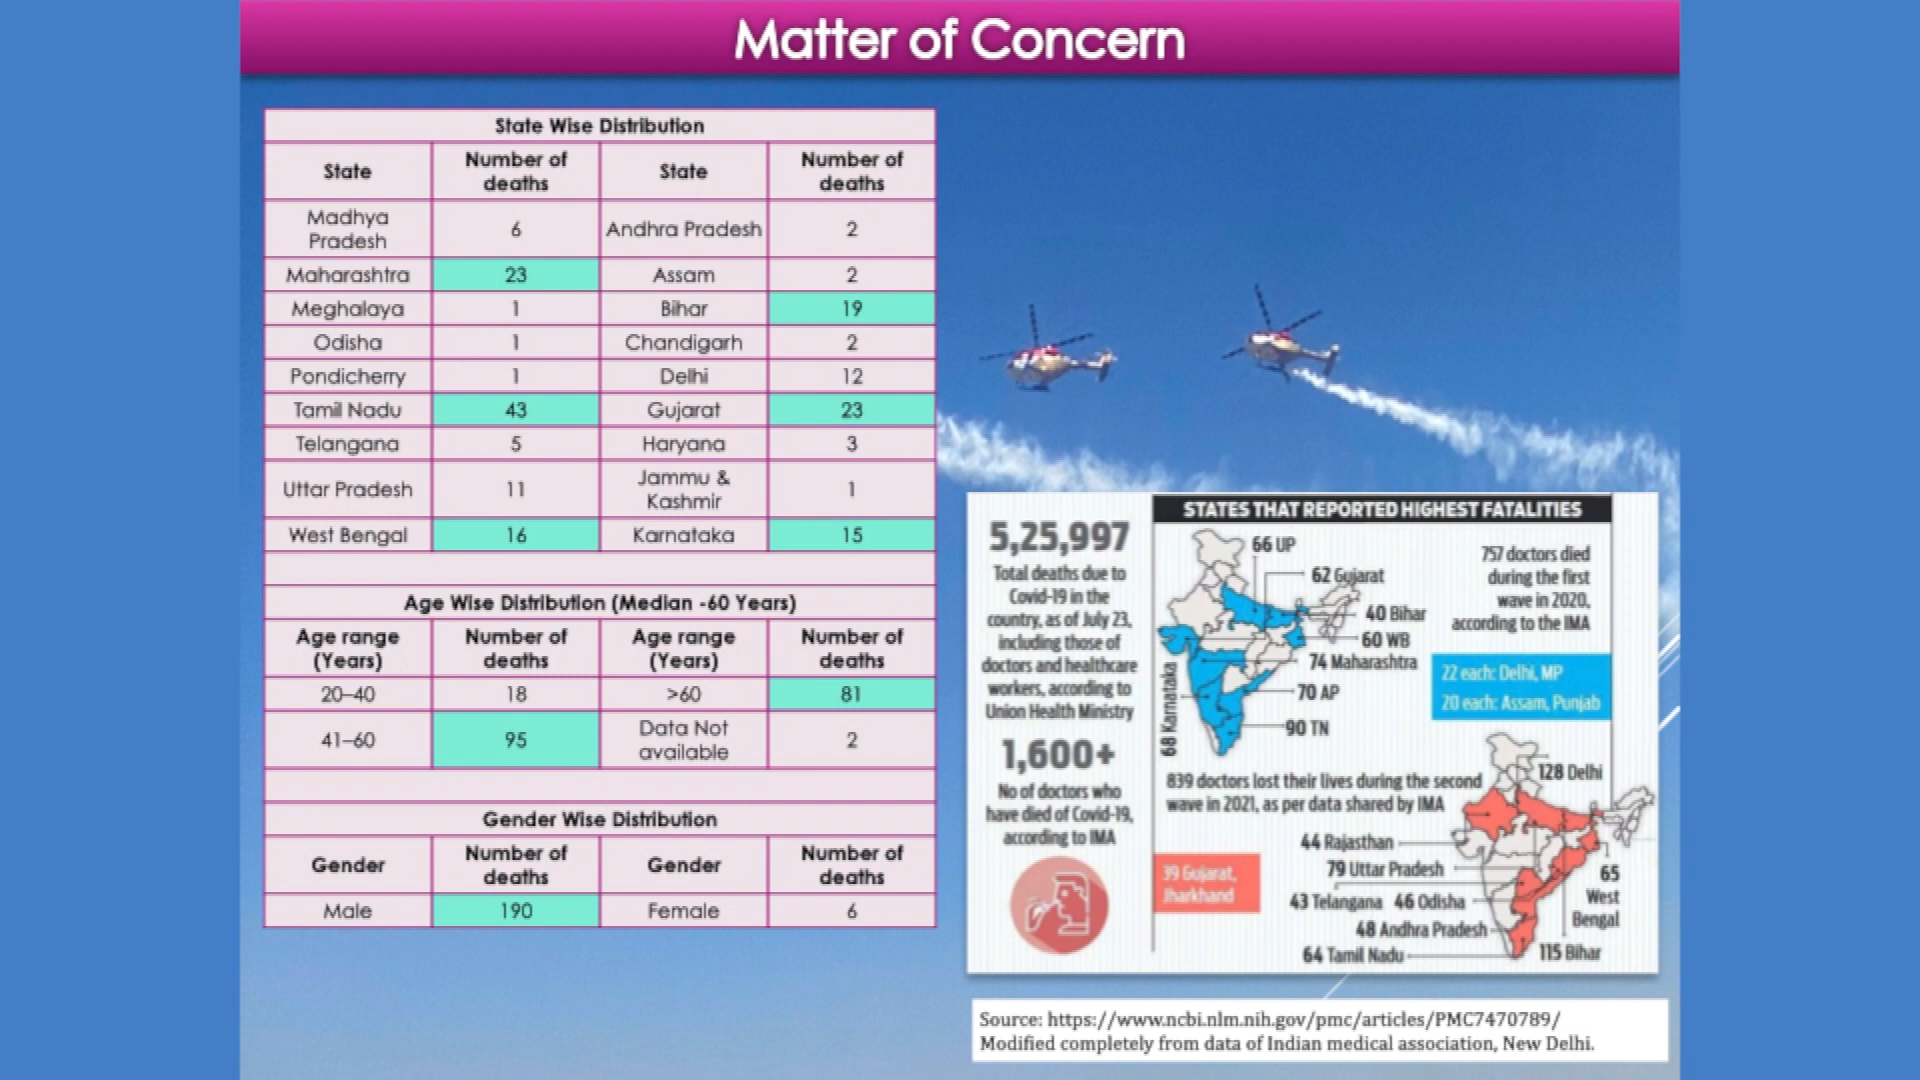 Matter of Concern
State Wise Distribution
State Number of deaths State Number of deaths
Madhya Pradesh 6 Andhra Pradesh 2
Maharashtra 23 Assam 2
Meghalaya 1 Bihar 19
Odisha 1 Chandigarh 2
Pondicherry 1 Delhi 12
Tamil Nadu 43 Gujarat 23
Telangana 5 Haryana 3
Uttar Pradesh 11 Jammu & Kashmir 1
West Bengal 16 Karnataka 15
Age Wise Distribution (Median -60 Years)
Age range (Years) Number of deaths Age range (Years) Number of deaths
20–40 18 >60 81
41–60 95 Data Not available 2
Gender Wise Distribution
Gender Number of deaths Gender Number of deaths
Male 190 Female 6
5,25,997
Total deaths due to
Covid-19 in the
country, as of July 23,
including those of
doctors and healthcare
workers, according to
Union Health Ministry
1,600+
No of doctors who
have died of Covid-19,
according to IMA
STATES THAT REPORTED HIGHEST FATALITIES
66 UP
62 Gujarat
40 Bihar
60 WB
74 Maharashtra
70 AP
90 TN
68 Karnataka
757 doctors died
during the first
wave in 2020,
according to the IMA
22 each: Delhi, MP
20 each: Assam, Punjab
839 doctors lost their lives during the second
wave in 2021, as per data shared by IMA
128 Delhi
44 Rajasthan
79 Uttar Pradesh
43 Telangana 46 Odisha
48 Andhra Pradesh
64 Tamil Nadu
65
West
Bengal
115 Bihar
39 Gujarat,
Jharkhand
Source: https://www.ncbi.nlm.nih.gov/pmc/articles/PMC7470789/
Modified completely from data of Indian medical association, New Delhi.